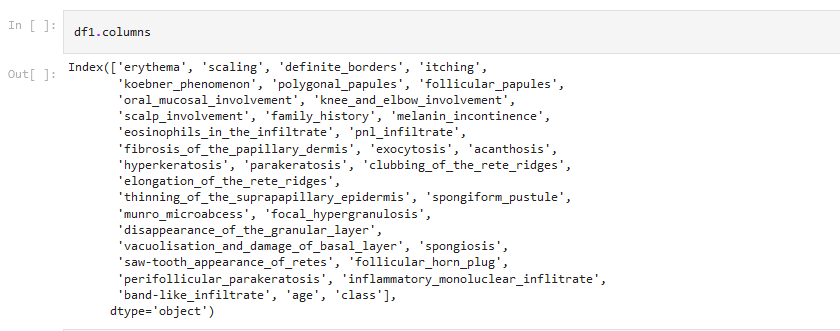 In [ ]:
df1.columns
Out[ ]:
Index(['erythema', 'scaling', 'definite_borders', 'itching',
'koebner_phenomenon', 'polygonal_papules', 'follicular_papules',
'oral_mucosal_involvement', 'knee_and_elbow_involvement',
'scalp_involvement', 'family_history', 'melanin_incontinence',
'eosinophils_in_the_infiltrate', 'pnl_infiltrate',
'fibrosis_of_the_papillary_dermis', 'exocytosis', 'acanthosis',
'hyperkeratosis', 'parakeratosis', 'clubbing_of_the_rete_ridges',
'elongation_of_the_rete_ridges',
'thinning_of_the_suprapapillary_epidermis', 'spongiform_pustule',
'munro_microabcess', 'focal_hypergranulosis',
'disappearance_of_the_granular_layer',
'vacuolisation_and_damage_of_basal_layer', 'spongiosis',
'saw-tooth_appearance_of_retes', 'follicular_horn_plug',
'perifollicular_parakeratosis', 'inflammatory_monoluclear_inflitrate',
'band-like_infiltrate', 'age', 'class'],
dtype='object')